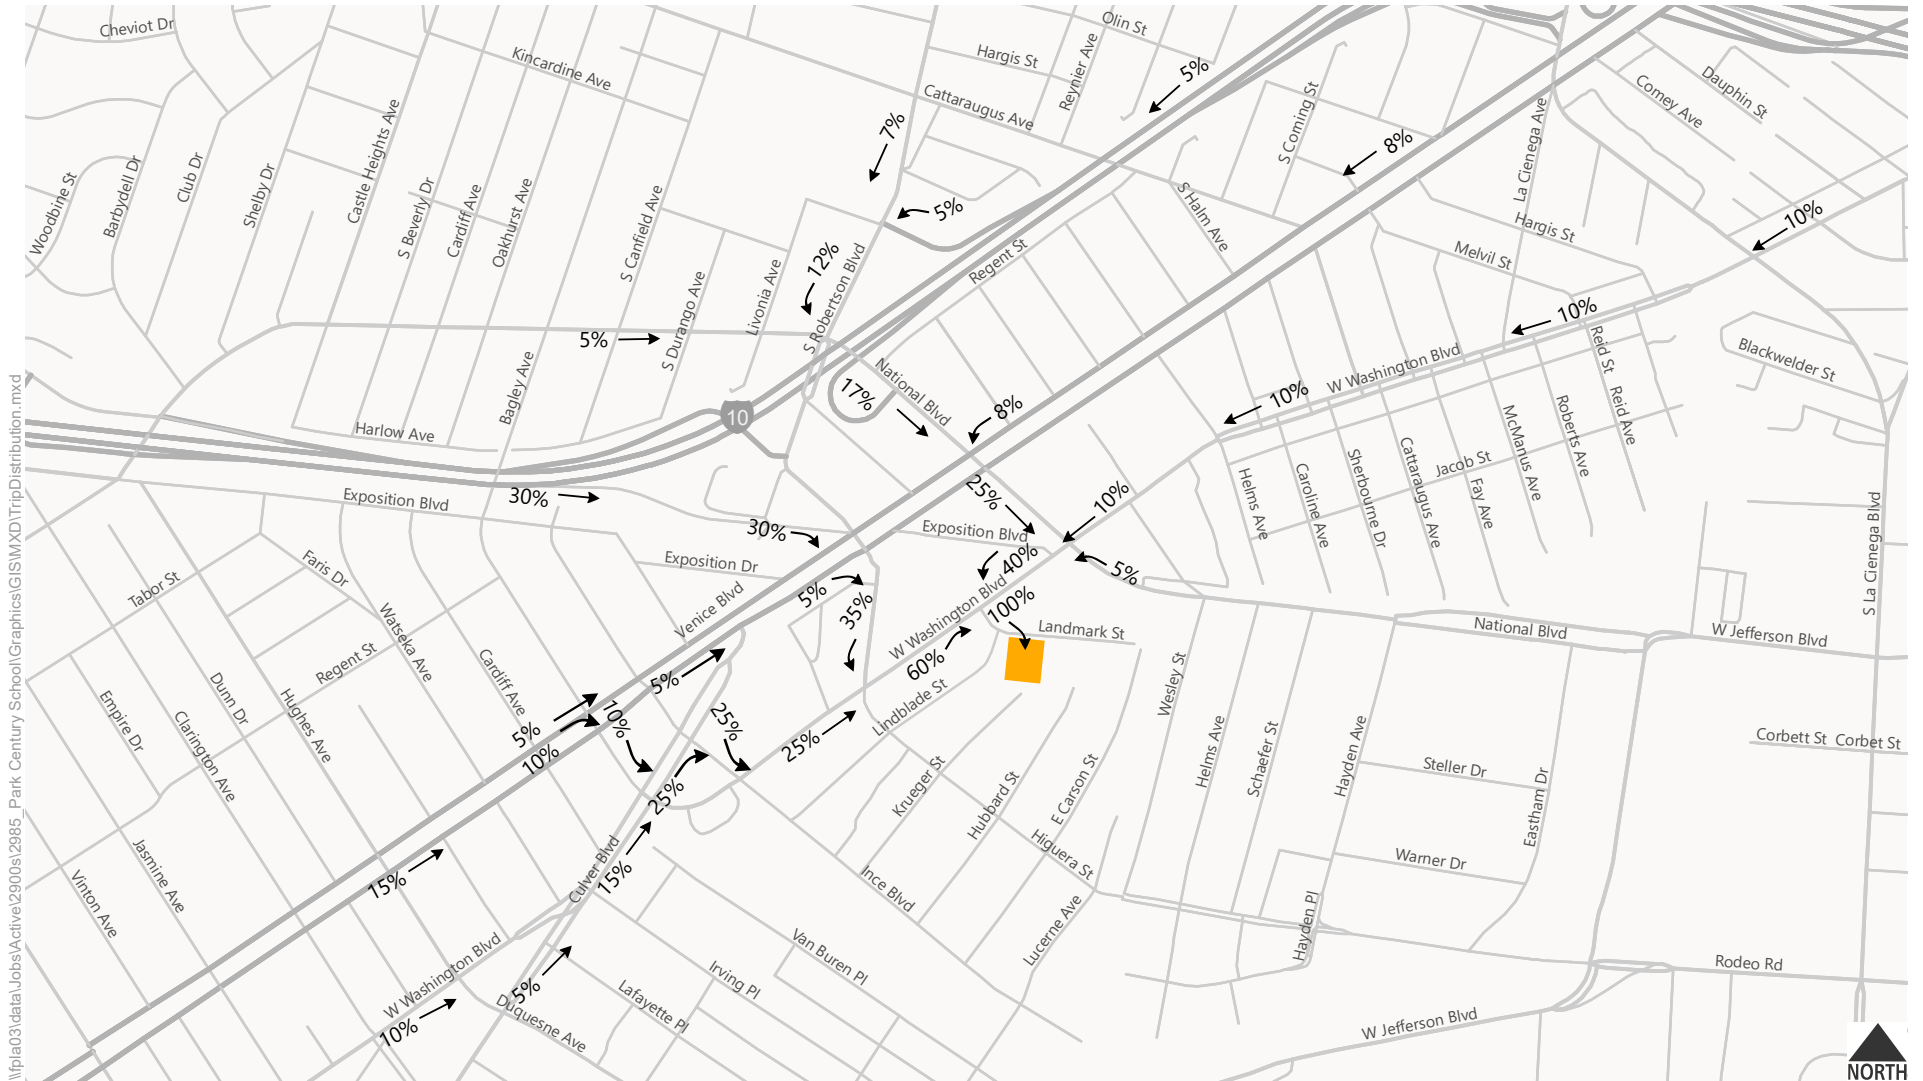 Cheviot Dr
Kincardine Ave
Hargis St
Olin St
Reynier Ave
Cattaraugus Ave
5%
7%
8%
S Corning St
La Cienega Ave
Comey Ave
Dauphin St
Woodbine St
Barbydell Dr
Club Dr
Shelby Dr
Castle Heights Ave
S Beverly Dr
Cardiff Ave
Oakhurst Ave
S Canfield Ave
S Durango Ave
Livonia Ave
12%
S Robertson Blvd
5%
Regent St
S Halm Ave
Hargis St
Melvil St
10%
10%
5%
Bagley Ave
Harlow Ave
10
17%
National Blvd
8%
10%
W Washington Blvd
Reid St
Reid Ave
Roberts Ave
McManus Ave
Blackwelder St
Exposition Blvd
30%
30%
25%
10%
Exposition Blvd
Helms Ave
Caroline Ave
Sherbourne Dr
Cattaraugus Ave
Jacob St
Fay Ave
S La Cienega Blvd
Tabor St
Faris Dr
Watseka Ave
Exposition Dr
Venice Blvd
5%
35%
40%
5%
W Washington Blvd
100%
Landmark St
National Blvd
W Jefferson Blvd
Regent St
Cardiff Ave
5%
60%
Lindblade St
Wesley St
Empire Dr
Clarington Ave
Dunn Dr
Hughes Ave
5%
10%
10%
25%
25%
25%
Krueger St
Hubbard St
E Carson St
Higuera St
Helms Ave
Schaefer St
Hayden Ave
Steller Dr
Eastham Dr
Corbett St
Corbet St
Warner Dr
Vinton Ave
Jasmine Ave
15%
Culver Blvd
15%
Ince Blvd
Lucerne Ave
Hayden Pl
W Washington Blvd
10%
5%
Duquesne Ave
Lafayette Pl
Irving Pl
Van Buren Pl
Rodeo Rd
W Jefferson Blvd
NORTH
\\fpla03\data\Jobs\Active\2900s\2985_Park Century School\Graphics\GIS\MXD\TripDistribution.mxd